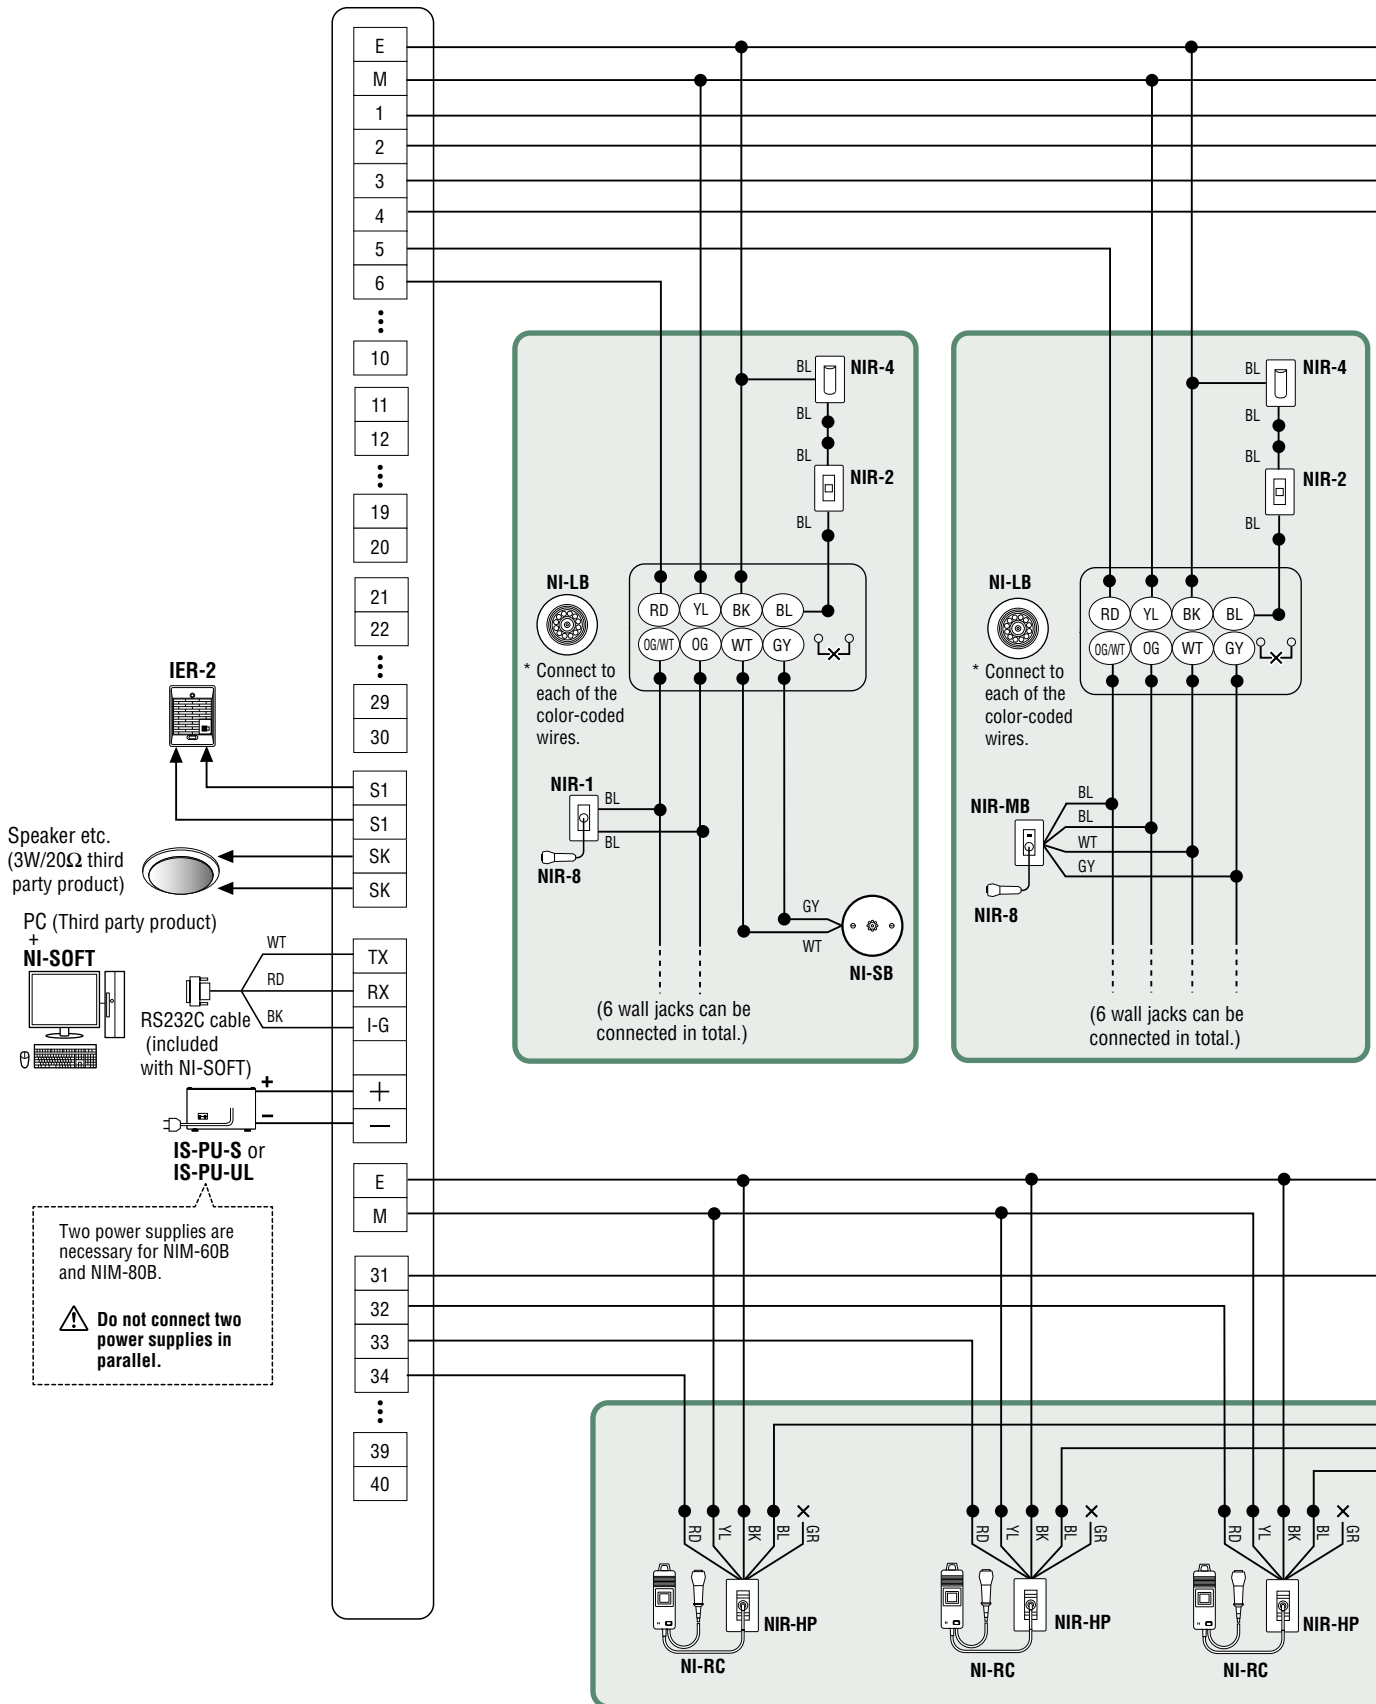 E
M
1
2
3
4
5
6
10
11
12
19
20
21
22
29
30
S1
S1
SK
SK
TX
RX
I-G
+
—
E
M
31
32
33
34
39
40
IER-2
Speaker etc.
(3W/20Ω third
party product)
PC (Third party product)
+
NI-SOFT
WT
RD
BK
RS232C cable
(included
with NI-SOFT)
+
–
IS-PU-S or
IS-PU-UL
Two power supplies are
necessary for NIM-60B
and NIM-80B.
Do not connect two
power supplies in
parallel.
BL
NIR-4
BL
BL
NIR-2
BL
NI-LB
RD YL BK BL
OG/WT OG WT GY
* Connect to
each of the
color-coded
wires.
NIR-1
BL
BL
NIR-8
GY
WT
NI-SB
(6 wall jacks can be
connected in total.)
BL
NIR-4
BL
BL
NIR-2
BL
NI-LB
RD YL BK BL
OG/WT OG WT GY
* Connect to
each of the
color-coded
wires.
NIR-MB
BL
BL
WT
GY
NIR-8
(6 wall jacks can be
connected in total.)
RD YL BK BL GR
NIR-HP
NI-RC
RD YL BK BL GR
NIR-HP
NI-RC
RD YL BK BL GR
NIR-HP
NI-RC